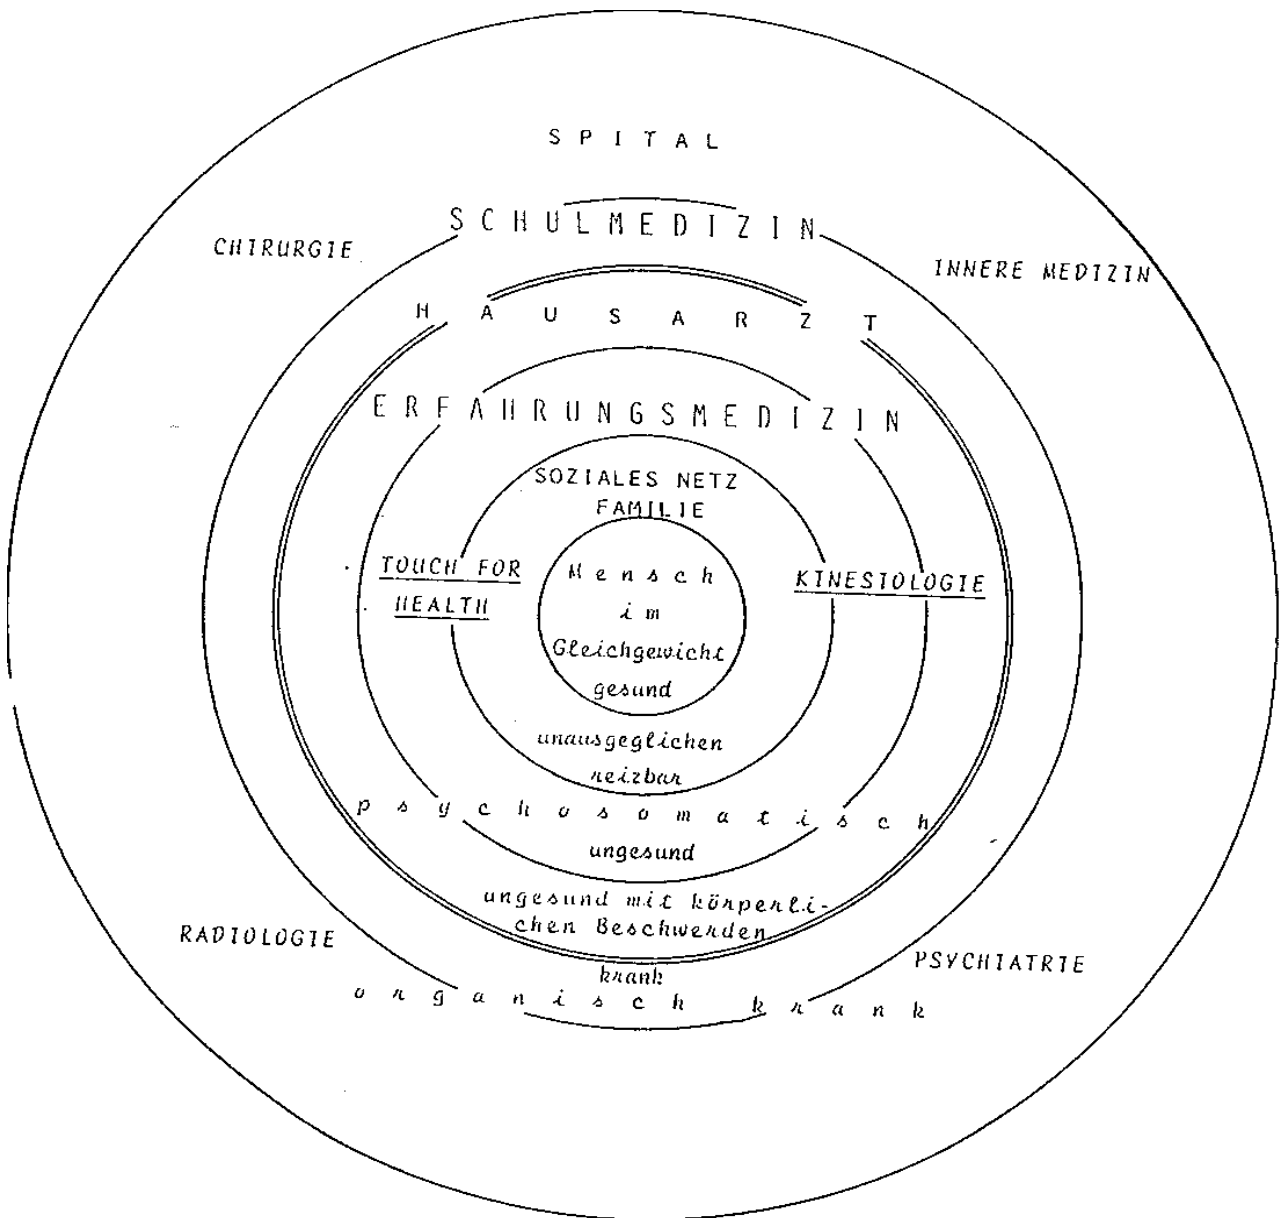 SPITAL
SCHULMEDIZIN
CHIRURGIE
INNERE MEDIZIN
HAUSARZT
ERFAHRUNGSMEDIZIN
SOZIALES NETZ
FAMILIE
TOUCH FOR
HEALTH
KINESIOLOGIE
Mensch
im
Gleichgewicht
gesund
unausgeglichen
reizbar
psychosomatisch
ungesund
ungesund mit körperli-
chen Beschwerden
RADIOLOGIE
PSYCHIATRIE
krank
organisch krank